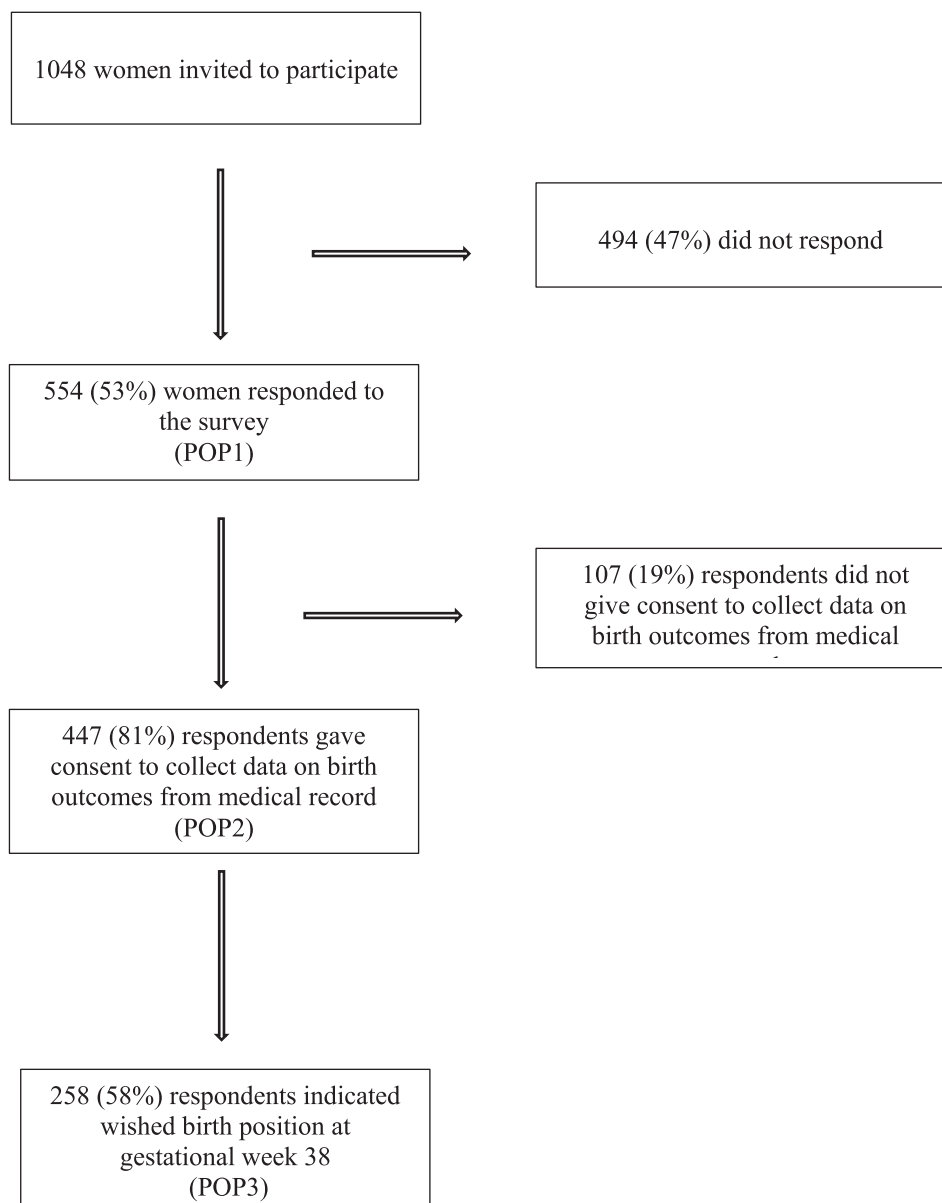 1048 women invited to participate
494 (47%) did not respond
554 (53%) women responded to
the survey
(POP1)
107 (19%) respondents did not
give consent to collect data on
birth outcomes from medical
447 (81%) respondents gave
consent to collect data on birth
outcomes from medical record
(POP2)
258 (58%) respondents indicated
wished birth position at
gestational week 38
(POP3)